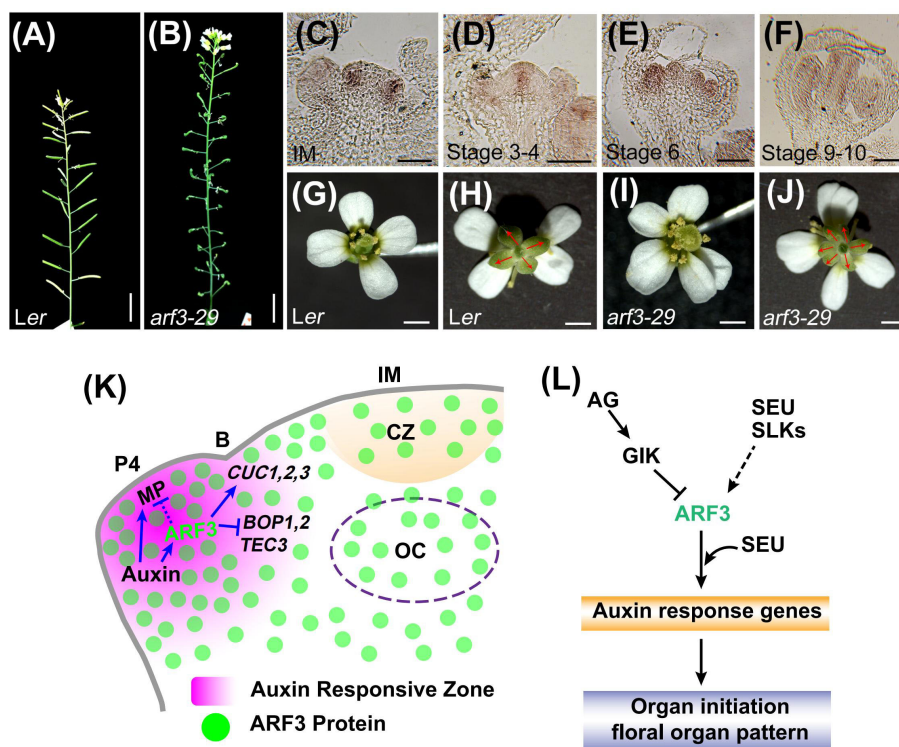 (A)
(B)
(C)
(D)
(E)
(F)
IM
Stage 3-4
Stage 6
Stage 9-10
(G)
(H)
(I)
(J)
Ler
arf3-29
Ler
Ler
arf3-29
arf3-29
(K)
IM
B
CZ
P4
MP
CUC1,2,3
ARF3
BOP1,2
TEC3
OC
Auxin
Auxin Responsive Zone
ARF3 Protein
(L)
AG
SEU
SLKs
GIK
ARF3
SEU
Auxin response genes
Organ initiation
floral organ pattern